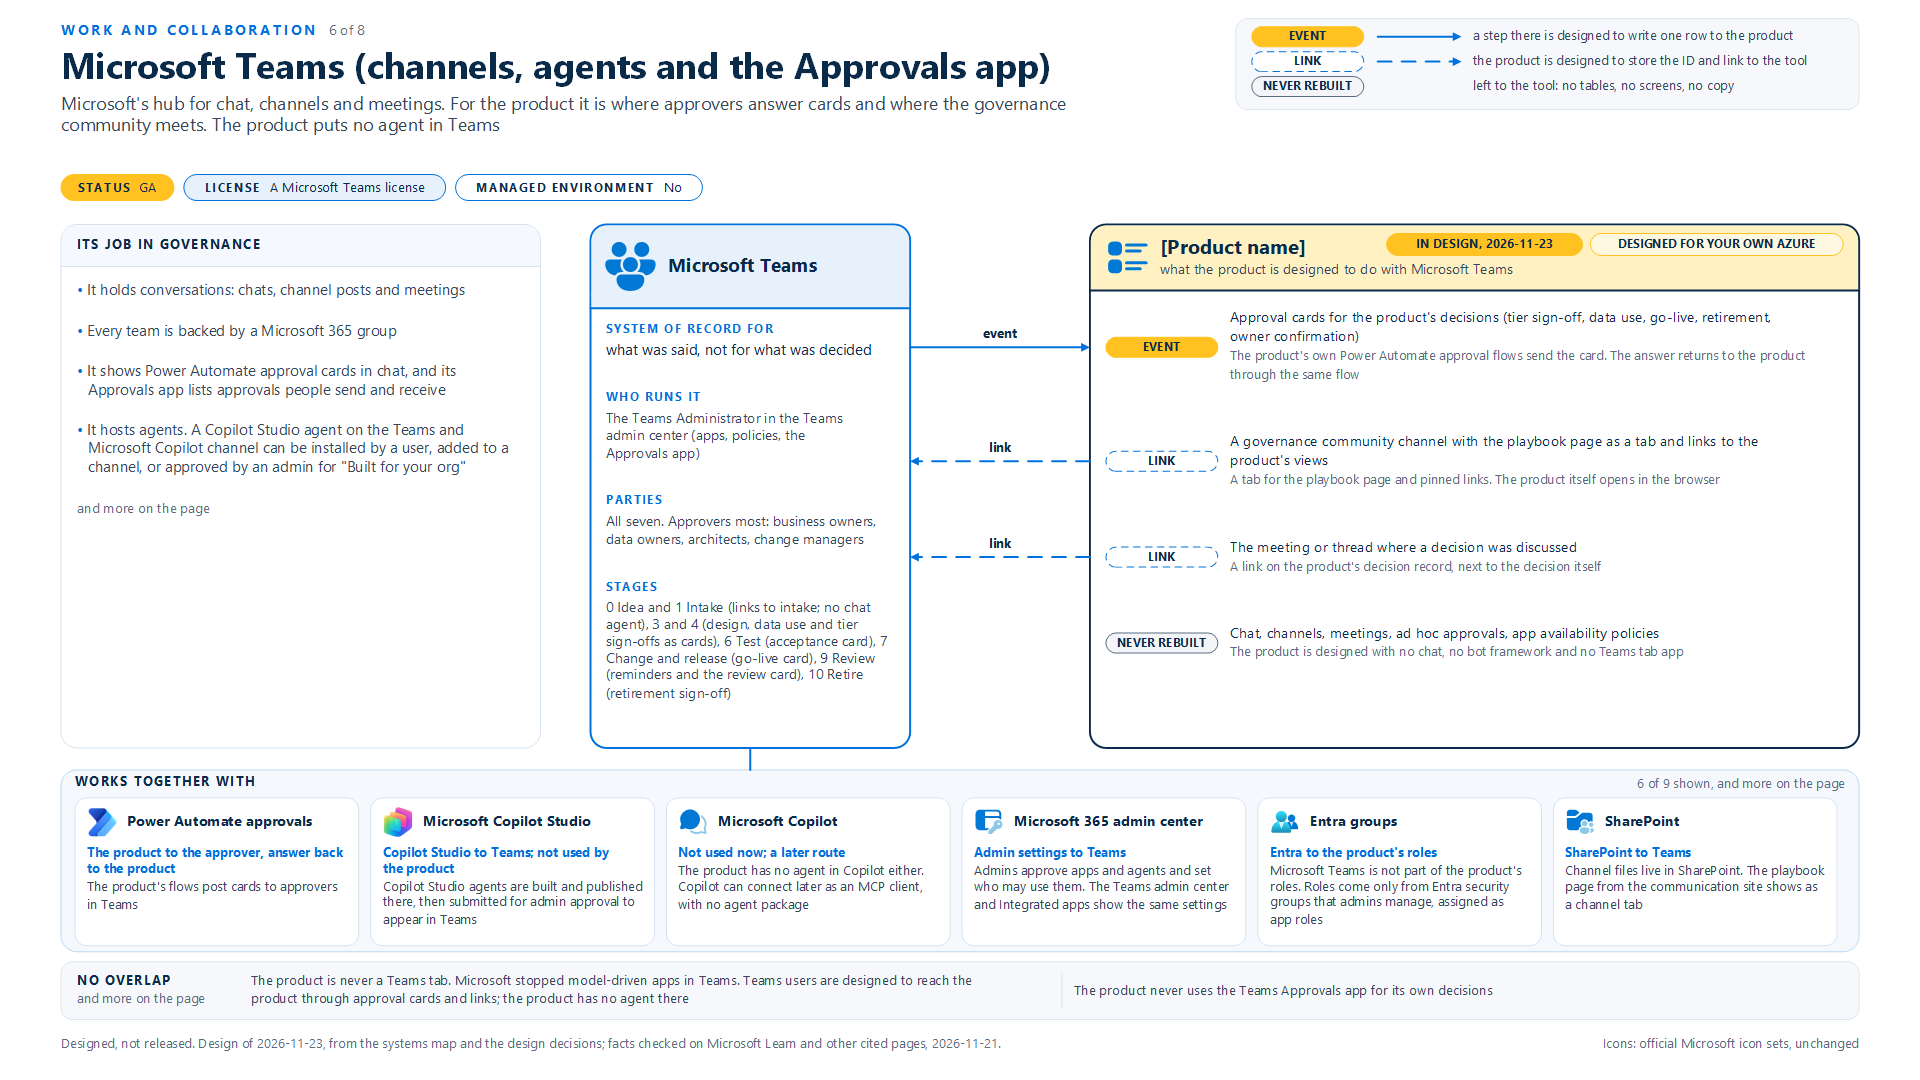 WORK AND COLLABORATION 6 of 8
Microsoft Teams (channels, agents and the Approvals app)
Microsoft's hub for chat, channels and meetings. For the product it is where approvers answer cards and where the governance
community meets. The product puts no agent in Teams
EVENT a step there is designed to write one row to the product
LINK the product is designed to store the ID and link to the tool
NEVER REBUILT left to the tool: no tables, no screens, no copy
STATUS GA
LICENSE A Microsoft Teams license
MANAGED ENVIRONMENT No
ITS JOB IN GOVERNANCE
• It holds conversations: chats, channel posts and meetings
• Every team is backed by a Microsoft 365 group
• It shows Power Automate approval cards in chat, and its
Approvals app lists approvals people send and receive
• It hosts agents. A Copilot Studio agent on the Teams and
Microsoft Copilot channel can be installed by a user, added to a
channel, or approved by an admin for "Built for your org"
and more on the page
Microsoft Teams
SYSTEM OF RECORD FOR
what was said, not for what was decided
WHO RUNS IT
The Teams Administrator in the Teams
admin center (apps, policies, the
Approvals app)
PARTIES
All seven. Approvers most: business owners,
data owners, architects, change managers
STAGES
0 Idea and 1 Intake (links to intake; no chat
agent), 3 and 4 (design, data use and tier
sign-offs as cards), 6 Test (acceptance card), 7
Change and release (go-live card), 9 Review
(reminders and the review card), 10 Retire
(retirement sign-off)
event
link
link
[Product name]
what the product is designed to do with Microsoft Teams
IN DESIGN, 2026-11-23
DESIGNED FOR YOUR OWN AZURE
EVENT
Approval cards for the product's decisions (tier sign-off, data use, go-live, retirement,
owner confirmation)
The product's own Power Automate approval flows send the card. The answer returns to the product
through the same flow
LINK
A governance community channel with the playbook page as a tab and links to the
product's views
A tab for the playbook page and pinned links. The product itself opens in the browser
LINK
The meeting or thread where a decision was discussed
A link on the product's decision record, next to the decision itself
NEVER REBUILT
Chat, channels, meetings, ad hoc approvals, app availability policies
The product is designed with no chat, no bot framework and no Teams tab app
WORKS TOGETHER WITH
6 of 9 shown, and more on the page
Power Automate approvals
The product to the approver, answer back
to the product
The product's flows post cards to approvers
in Teams
Microsoft Copilot Studio
Copilot Studio to Teams; not used by
the product
Copilot Studio agents are built and published
there, then submitted for admin approval to
appear in Teams
Microsoft Copilot
Not used now; a later route
The product has no agent in Copilot either.
Copilot can connect later as an MCP client,
with no agent package
Microsoft 365 admin center
Admin settings to Teams
Admins approve apps and agents and set
who may use them. The Teams admin center
and Integrated apps show the same settings
Entra groups
Entra to the product's roles
Microsoft Teams is not part of the product's
roles. Roles come only from Entra security
groups that admins manage, assigned as
app roles
SharePoint
SharePoint to Teams
Channel files live in SharePoint. The playbook
page from the communication site shows as
a channel tab
NO OVERLAP
and more on the page
The product is never a Teams tab. Microsoft stopped model-driven apps in Teams. Teams users are designed to reach the
product through approval cards and links; the product has no agent there
The product never uses the Teams Approvals app for its own decisions
Designed, not released. Design of 2026-11-23, from the systems map and the design decisions; facts checked on Microsoft Learn and other cited pages, 2026-11-21.
Icons: official Microsoft icon sets, unchanged